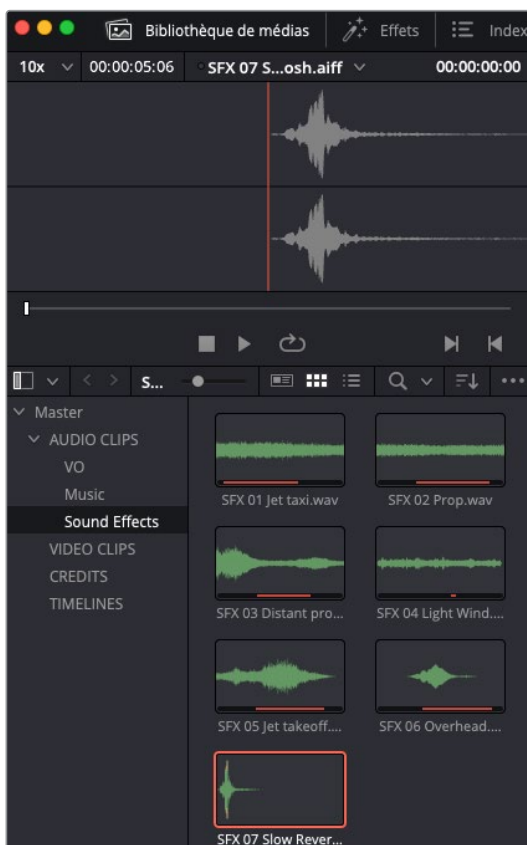 Bibliothèque de médias Effets Index
10x 00:00:05:06 SFX 07 S...osh.aiff 00:00:00:00
S...
Master
AUDIO CLIPS
VO
Music
Sound Effects
VIDEO CLIPS
CREDITS
TIMELINES
SFX 01 Jet taxi.wav SFX 02 Prop.wav
SFX 03 Distant pro... SFX 04 Light Wind....
SFX 05 Jet takeoff.... SFX 06 Overhead....
SFX 07 Slow Rever...